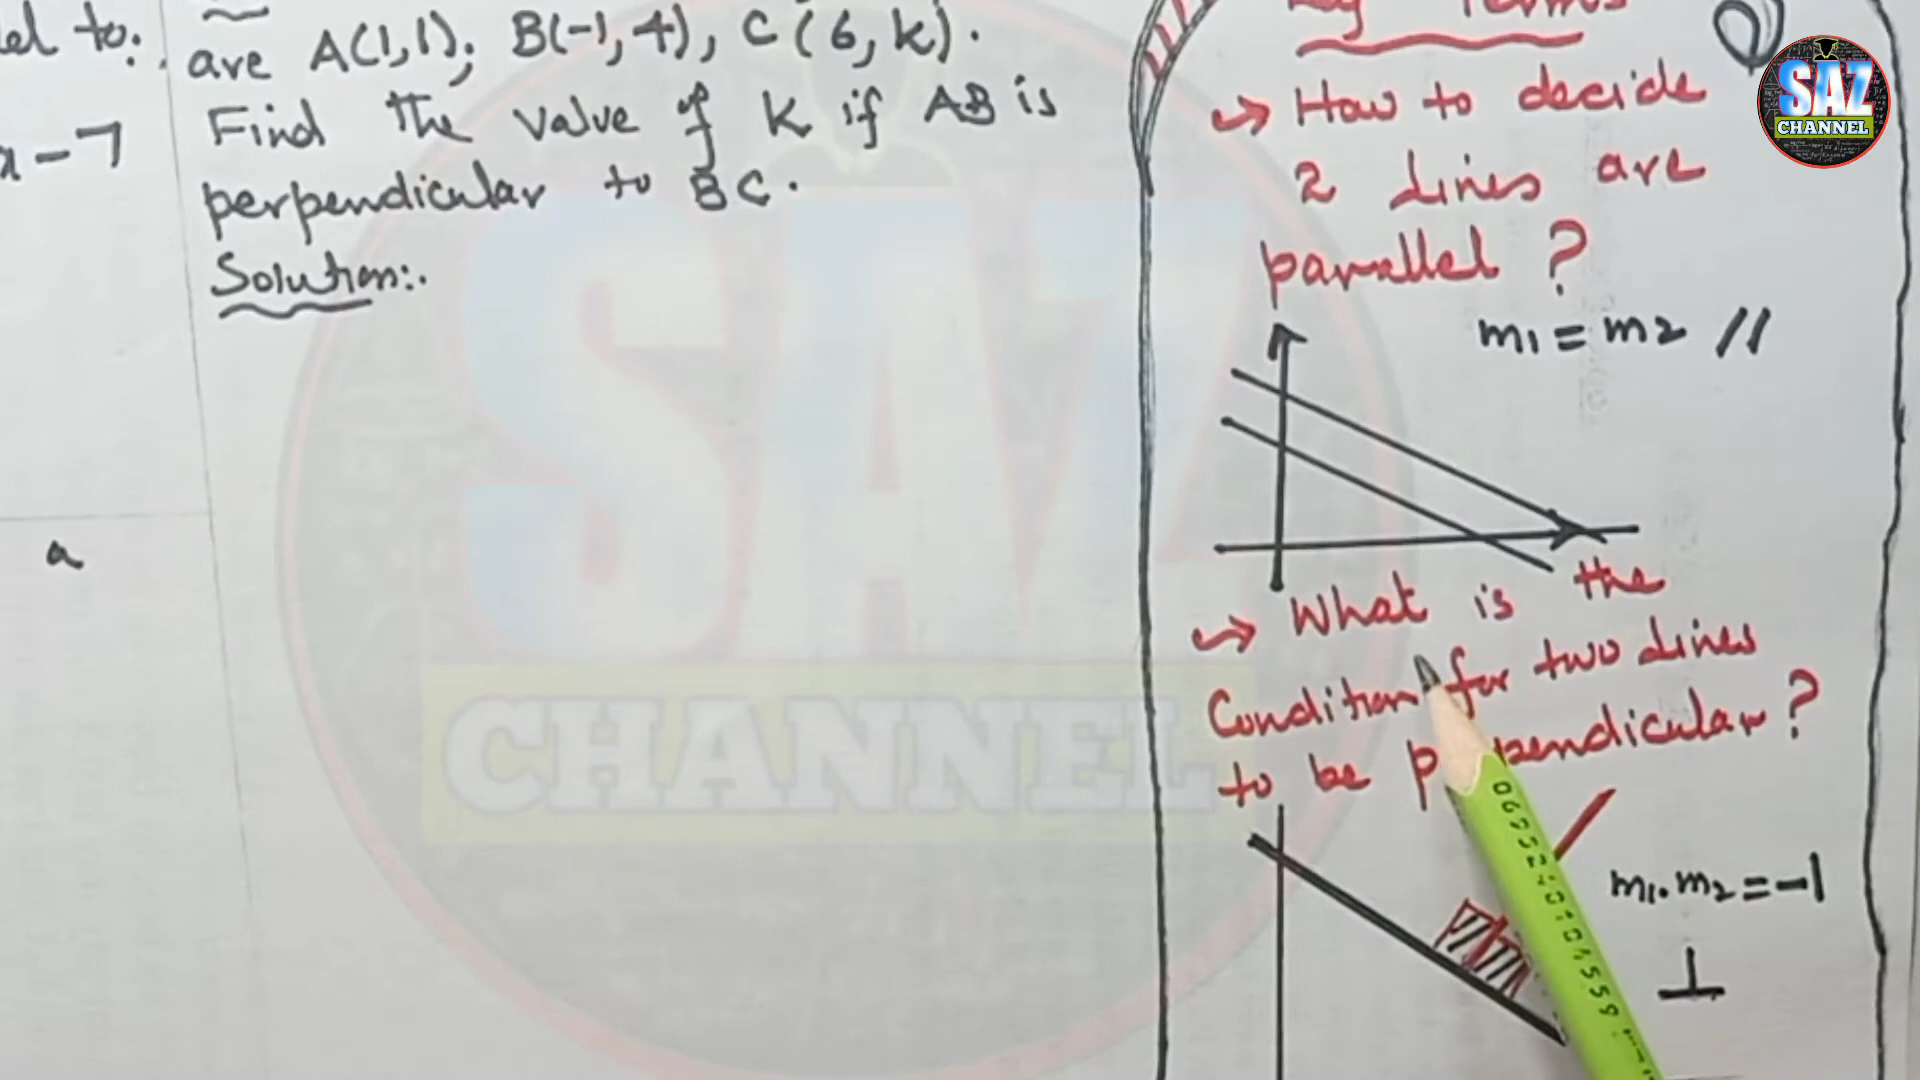 el to:
x-7
a
are A(1,1); B(-1,4), C(6,k).
Find the value of k if AB is
perpendicular to BC.
Solution:.
Key Terms
→ How to decide
2 Lines are
parallel ?
m1 = m2 //
→ What is the
Condition for two Lines
to be perpendicular ?
m1.m2 = -1
⊥
SAZ
CHANNEL
SAZ
CHANNEL